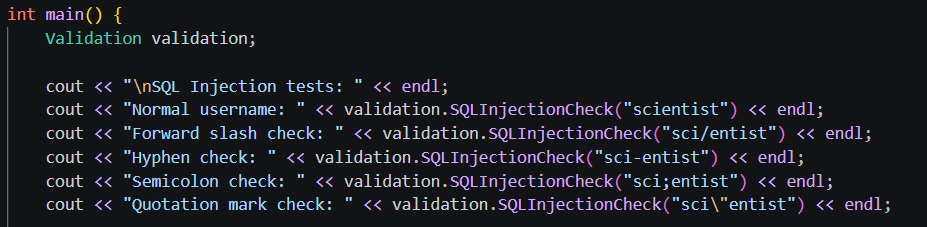 int main() {
    Validation validation;

    cout << "\nSQL Injection tests: " << endl;
    cout << "Normal username: " << validation.SQLInjectionCheck("scientist") << endl;
    cout << "Forward slash check: " << validation.SQLInjectionCheck("sci/entist") << endl;
    cout << "Hyphen check: " << validation.SQLInjectionCheck("sci-entist") << endl;
    cout << "Semicolon check: " << validation.SQLInjectionCheck("sci;entist") << endl;
    cout << "Quotation mark check: " << validation.SQLInjectionCheck("sci\"entist") << endl;